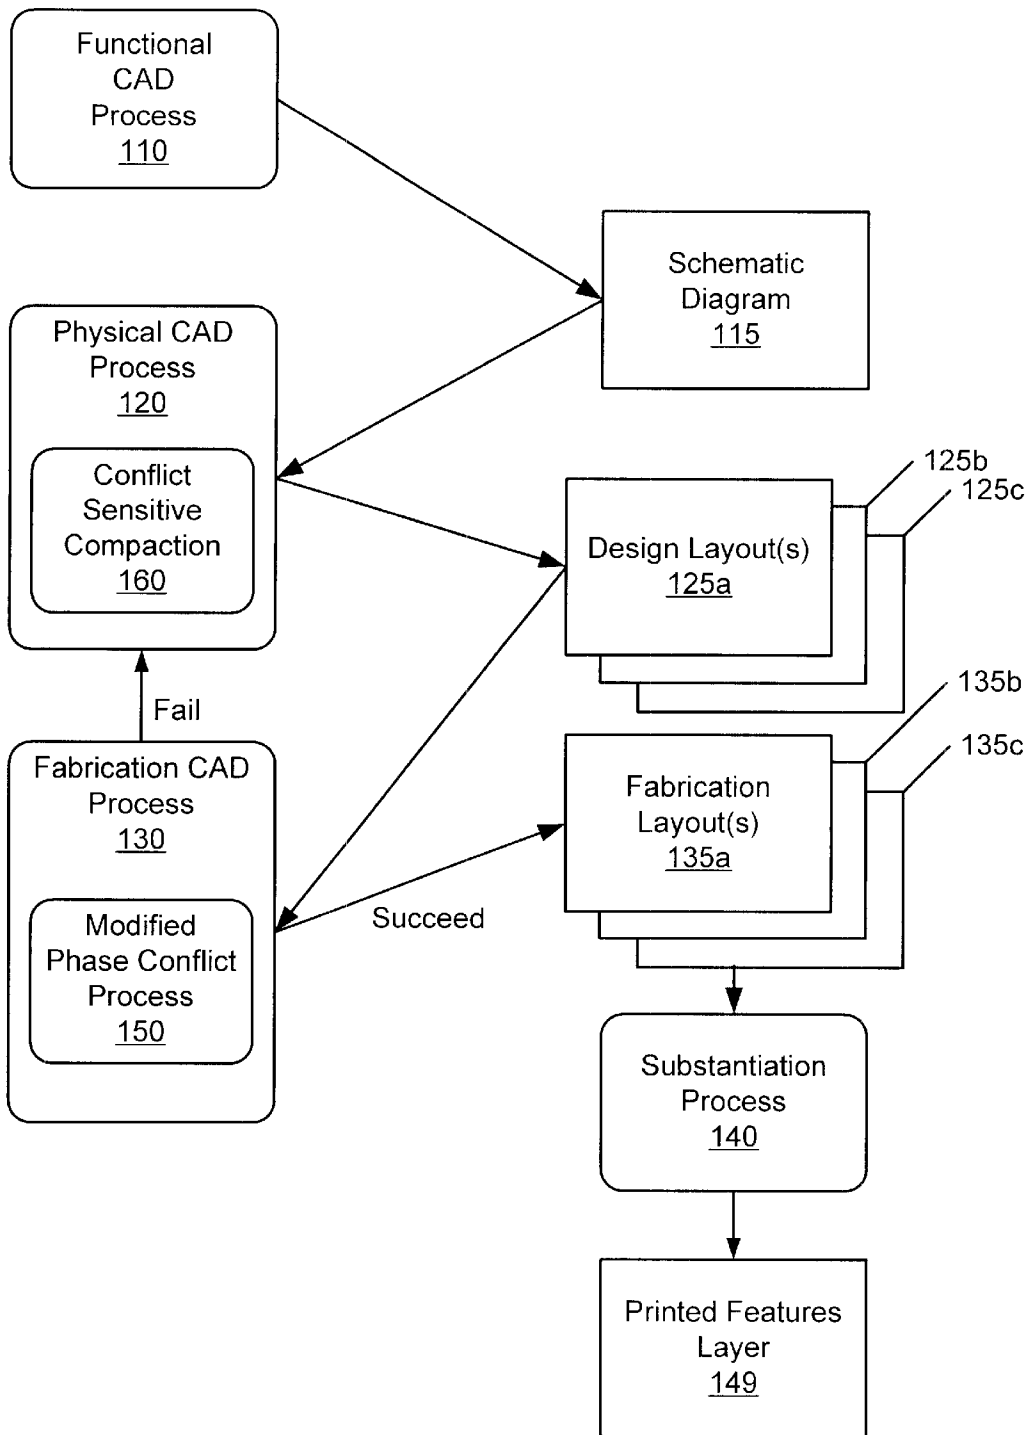 Functional
CAD
Process
110
Schematic
Diagram
115
Physical CAD
Process
120
Conflict
Sensitive
Compaction
160
125b
125c
Design Layout(s)
125a
Fail
135b
135c
Fabrication CAD
Process
130
Fabrication
Layout(s)
135a
Succeed
Modified
Phase Conflict
Process
150
Substantiation
Process
140
Printed Features
Layer
149